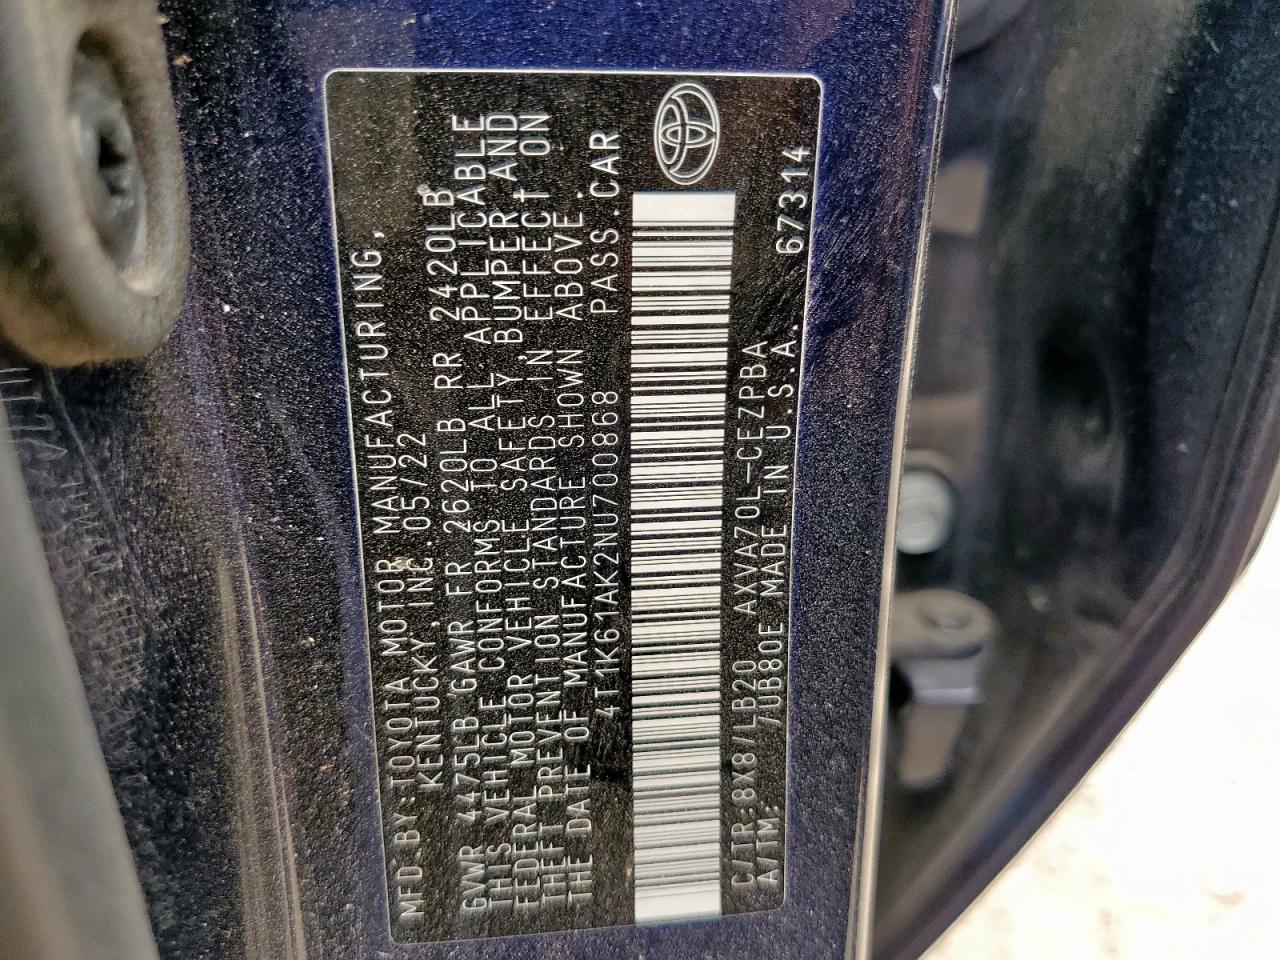 MFD.BY:TOYOTA MOTOR MANUFACTURING,
KENTUCKY, INC.05/22
GVWR 4475LB GAWR FR 2620LB RR 2420LB
THIS VEHICLE CONFORMS TO ALL APPLICABLE
FEDERAL MOTOR VEHICLE SAFETY,BUMPER,AND
THEFT PREVENTION STANDARDS IN EFFECT ON
THE DATE OF MANUFACTURE SHOWN ABOVE.
4T1K61AK2NU700868 PASS.CAR
C/TR:8X8/LB20 AXVA70L-CEZPBA
A/TM: /UB80E MADE IN U.S.A. 67314